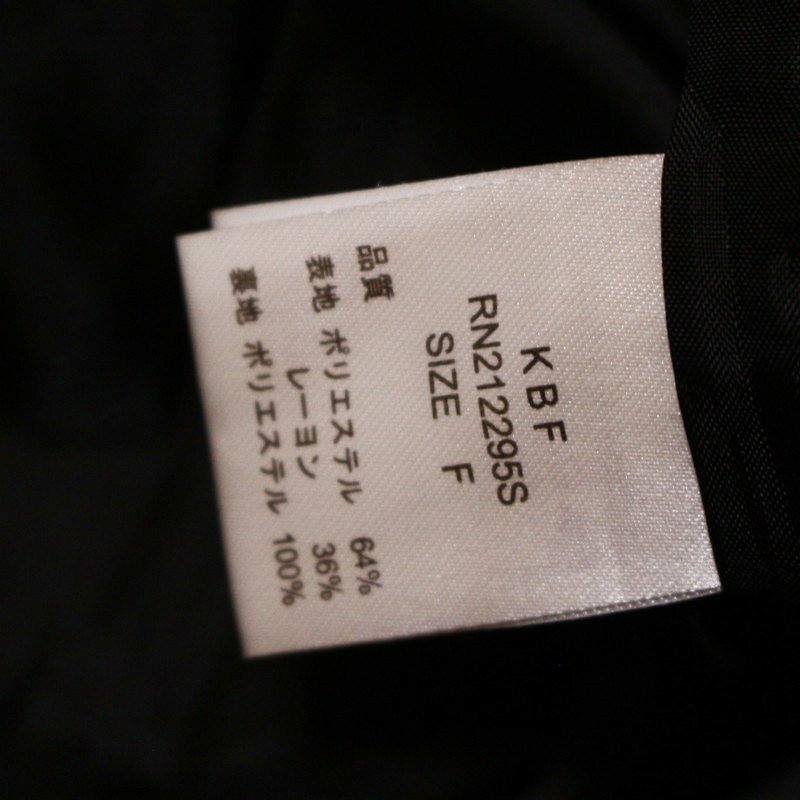 KBF
RN212295S
SIZE F
品質
表地 ポリエステル 64%
レーヨン 36%
裏地 ポリエステル 100%